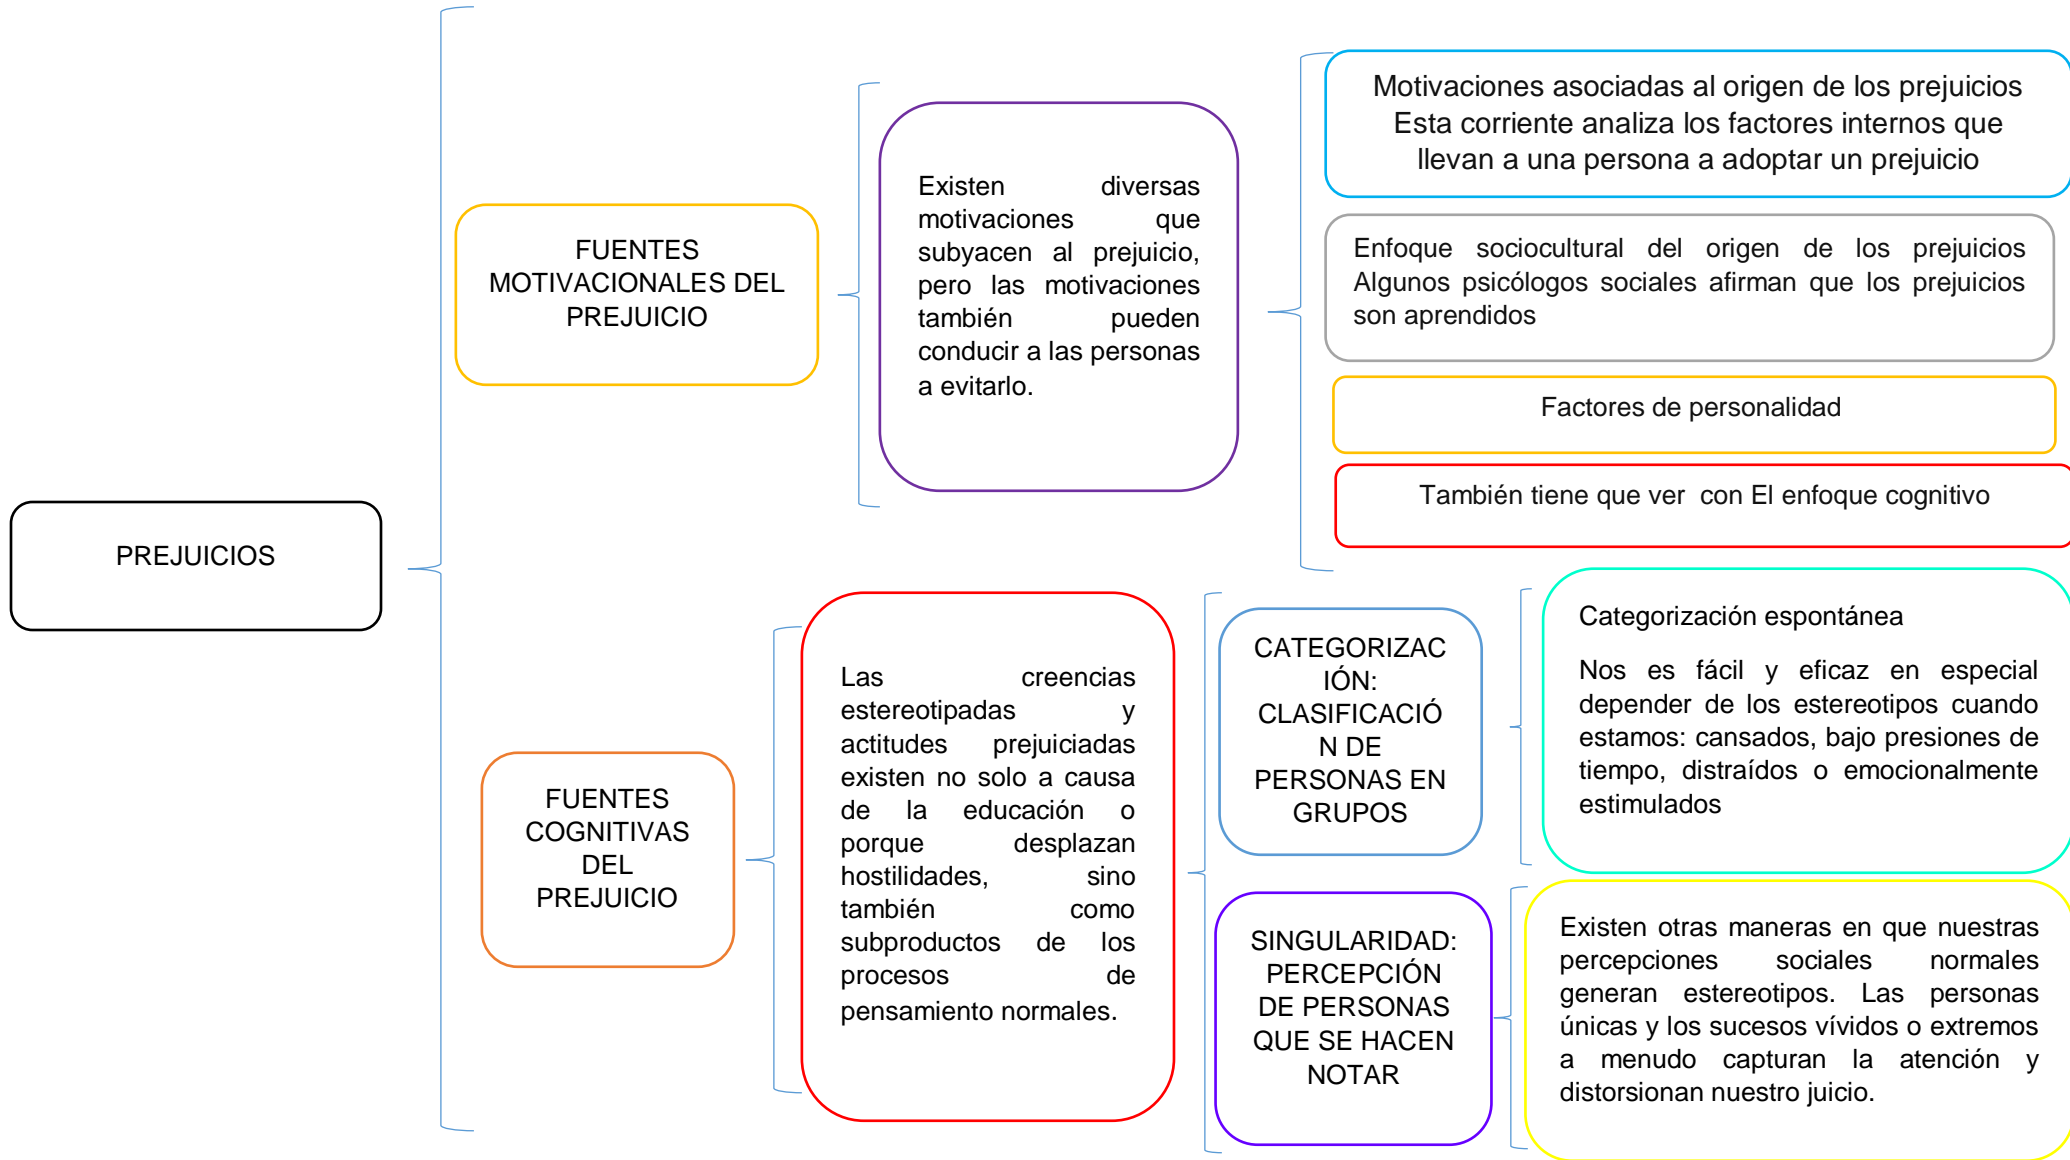 PREJUICIOS
FUENTES
MOTIVACIONALES DEL
PREJUICIO
Existen diversas
motivaciones que
subyacen al prejuicio,
pero las motivaciones
también pueden
conducir a las personas
a evitarlo.
Motivaciones asociadas al origen de los prejuicios
Esta corriente analiza los factores internos que
llevan a una persona a adoptar un prejuicio
Enfoque sociocultural del origen de los prejuicios
Algunos psicólogos sociales afirman que los prejuicios
son aprendidos
Factores de personalidad
También tiene que ver con El enfoque cognitivo
FUENTES
COGNITIVAS
DEL
PREJUICIO
Las creencias
estereotipadas y
actitudes prejuiciadas
existen no solo a causa
de la educación o
porque desplazan
hostilidades, sino
también como
subproductos de los
procesos de
pensamiento normales.
CATEGORIZAC
IÓN:
CLASIFICACIÓ
N DE
PERSONAS EN
GRUPOS
Categorización espontánea
Nos es fácil y eficaz en especial
depender de los estereotipos cuando
estamos: cansados, bajo presiones de
tiempo, distraídos o emocionalmente
estimulados
SINGULARIDAD:
PERCEPCIÓN
DE PERSONAS
QUE SE HACEN
NOTAR
Existen otras maneras en que nuestras
percepciones sociales normales
generan estereotipos. Las personas
únicas y los sucesos vívidos o extremos
a menudo capturan la atención y
distorsionan nuestro juicio.